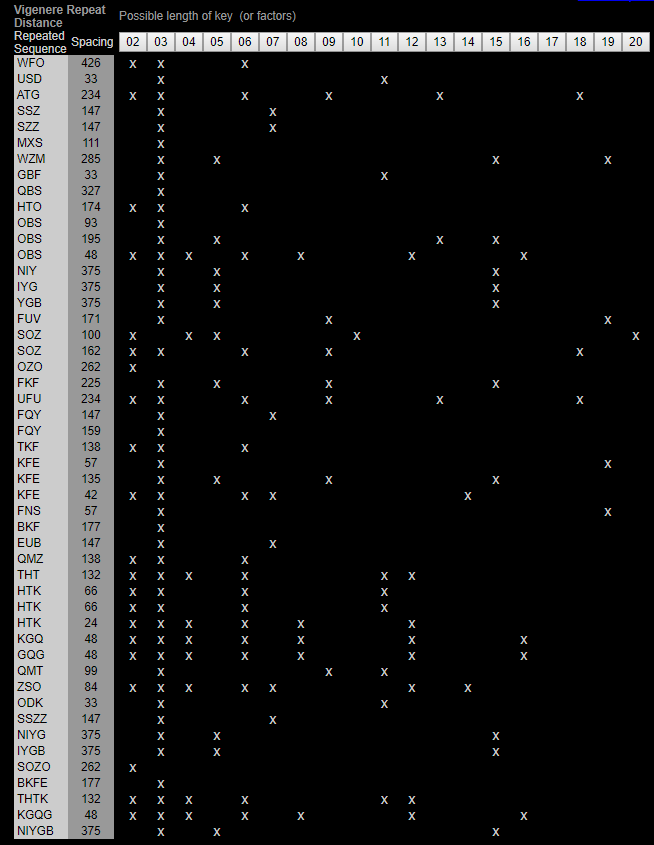 Vigenere Repeat Distance Possible length of key (or factors)
Repeated Sequence Spacing 02 03 04 05 06 07 08 09 10 11 12 13 14 15 16 17 18 19 20
WFO 426 x x x
USD 33 x x
ATG 234 x x x x x x
SSZ 147 x x
SZZ 147 x x
MXS 111 x
WZM 285 x x x x
GBF 33 x x
QBS 327 x
HTO 174 x x x
OBS 93 x
OBS 195 x x x x
OBS 48 x x x x x x x
NIY 375 x x x
IYG 375 x x x
YGB 375 x x x
FUV 171 x x x
SOZ 100 x x x x x
SOZ 162 x x x x x
OZO 262 x
FKF 225 x x x x
UFU 234 x x x x x x
FQY 147 x x
FQY 159 x
TKF 138 x x x
KFE 57 x x
KFE 135 x x x x
KFE 42 x x x x x
FNS 57 x x
BKF 177 x
EUB 147 x x
QMZ 138 x x x
THT 132 x x x x x x
HTK 66 x x x x
HTK 66 x x x x
HTK 24 x x x x x x
KGQ 48 x x x x x x x
GQG 48 x x x x x x x
QMT 99 x x x
ZSO 84 x x x x x x x
ODK 33 x x
SSZZ 147 x x
NIYG 375 x x x
IYGB 375 x x x
SOZO 262 x
BKFE 177 x
THTK 132 x x x x x x
KGQG 48 x x x x x x x
NIYGB 375 x x x